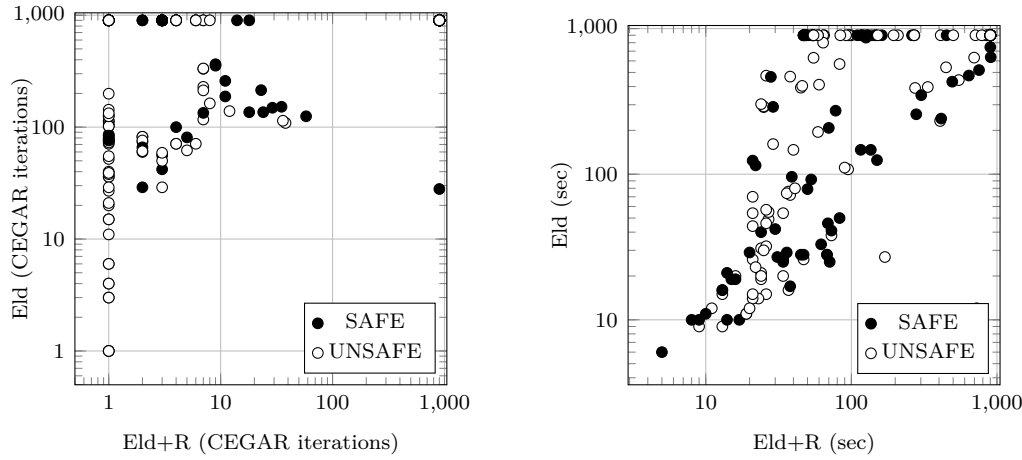 1,000
100
10
1
Eld (CEGAR iterations)
1
10
100
1,000
Eld+R (CEGAR iterations)
SAFE
UNSAFE
1,000
100
10
Eld (sec)
10
100
1,000
Eld+R (sec)
SAFE
UNSAFE